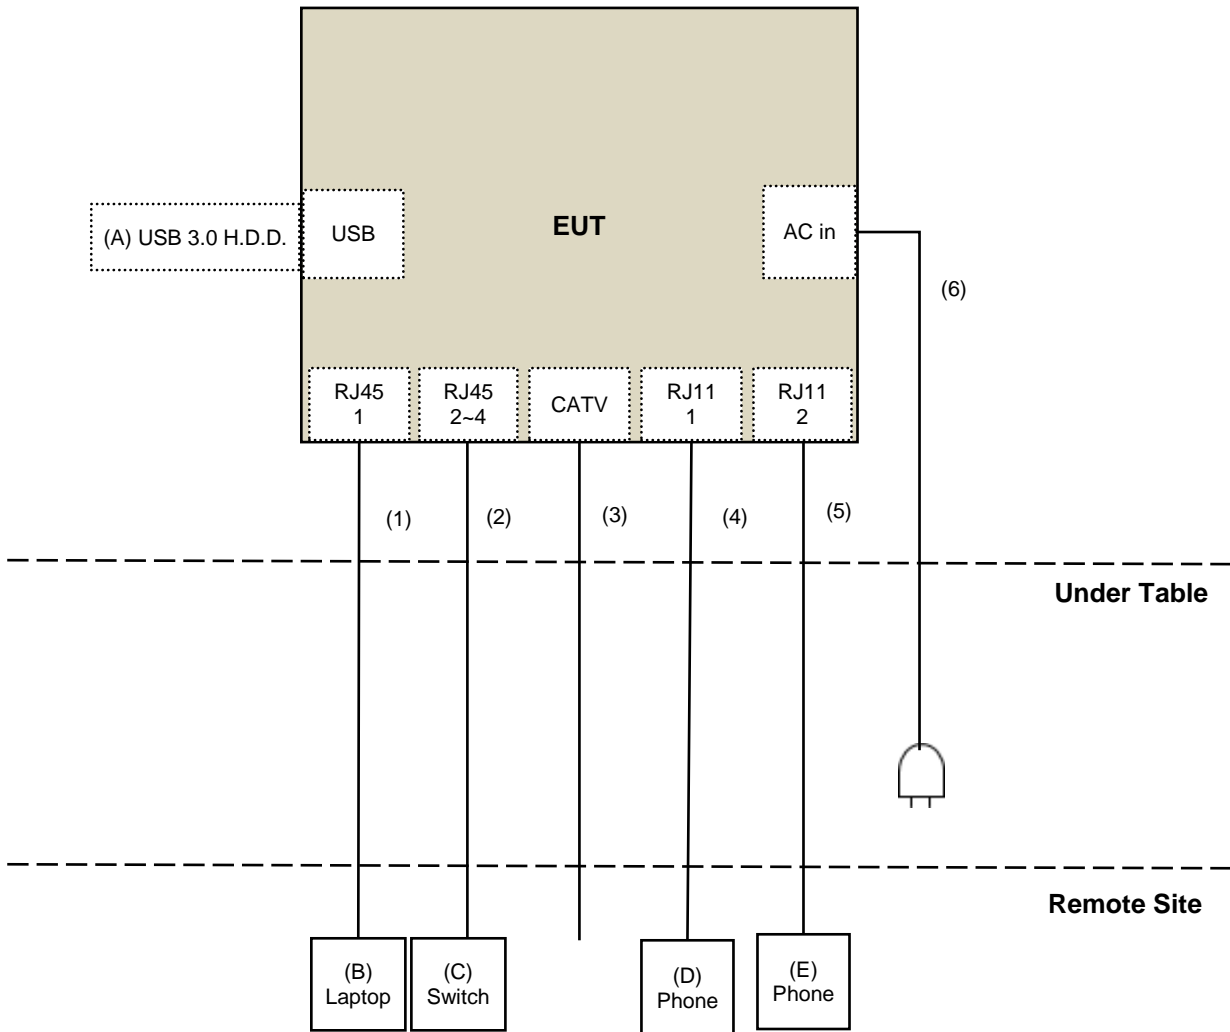 (A) USB 3.0 H.D.D.
USB
EUT
AC in
(6)
RJ45
1
RJ45
2~4
CATV
RJ11
1
RJ11
2
(1)
(2)
(3)
(4)
(5)
Under Table
Remote Site
(B)
Laptop
(C)
Switch
(D)
Phone
(E)
Phone